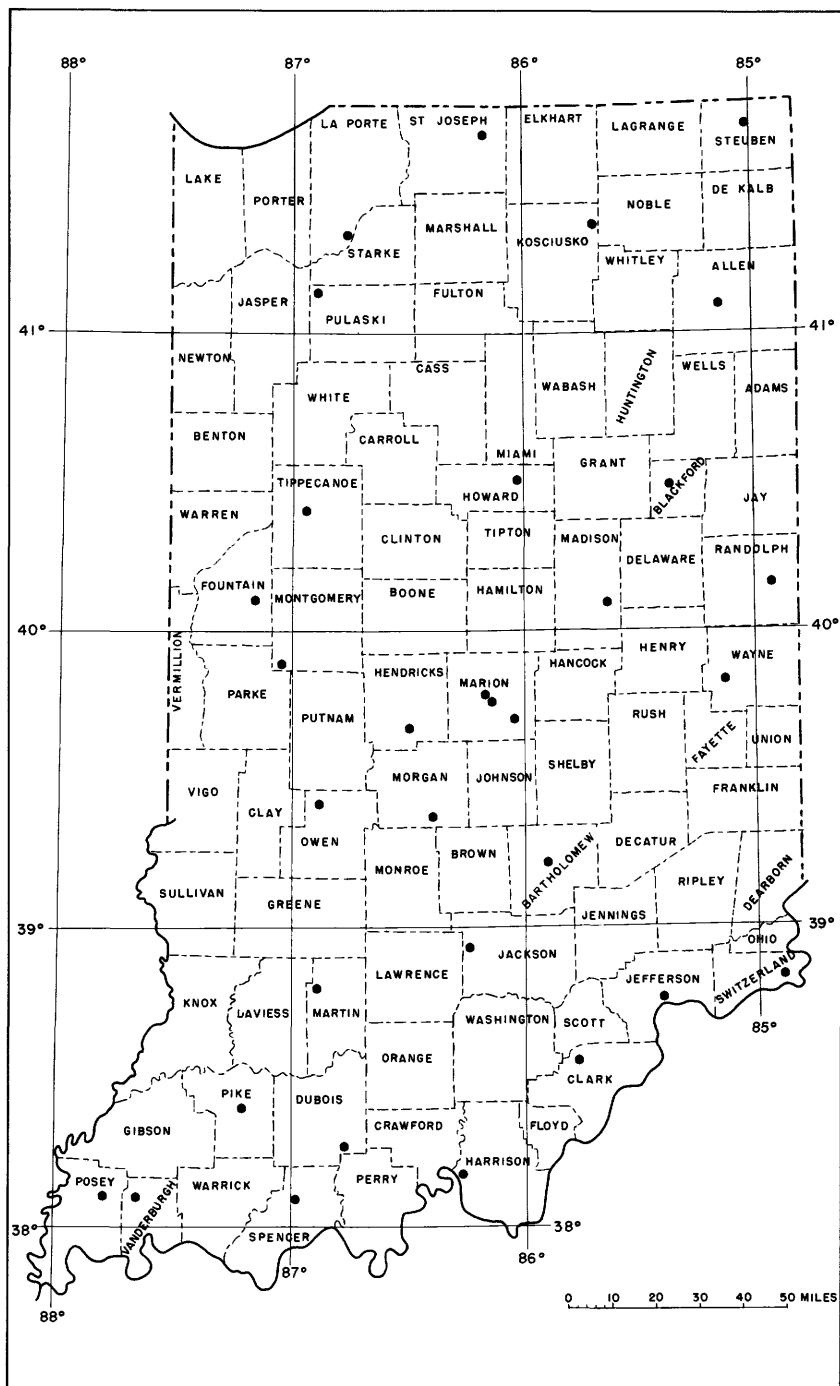 88°
87°
86°
85°
LA PORTE
ST JOSEPH
ELKHART
LAGRANGE
STEUBEN
LAKE
PORTER
DE KALB
NOBLE
MARSHALL
KOSCIUSKO
STARKE
WHITLEY
ALLEN
JASPER
FULTON
PULASKI
41°
41°
NEWTON
CASS
WABASH
HUNTINGTON
WELLS
ADAMS
WHITE
BENTON
CARROLL
MIAMI
GRANT
BLACKFORD
TIPPECANOE
HOWARD
JAY
WARREN
CLINTON
TIPTON
MADISON
DELAWARE
RANDOLPH
FOUNTAIN
MONTGOMERY
BOONE
HAMILTON
40°
40°
VERMILLION
HENRY
WAYNE
HENDRICKS
MARION
HANCOCK
PARKE
PUTNAM
RUSH
FAYETTE
UNION
VIGO
MORGAN
JOHNSON
SHELBY
FRANKLIN
CLAY
OWEN
DECATUR
MONROE
BROWN
BARTHOLOMEW
SULLIVAN
RIPLEY
DEARBORN
GREENE
JENNINGS
39°
39°
OHIO
JACKSON
LAWRENCE
JEFFERSON
SWITZERLAND
KNOX
LAVIESS
MARTIN
WASHINGTON
SCOTT
85°
ORANGE
CLARK
PIKE
DUBOIS
GIBSON
CRAWFORD
FLOYD
HARRISON
POSEY
VANDERBURGH
WARRICK
PERRY
38°
38°
SPENCER
86°
87°
88°
0 10 20 30 40 50 MILES